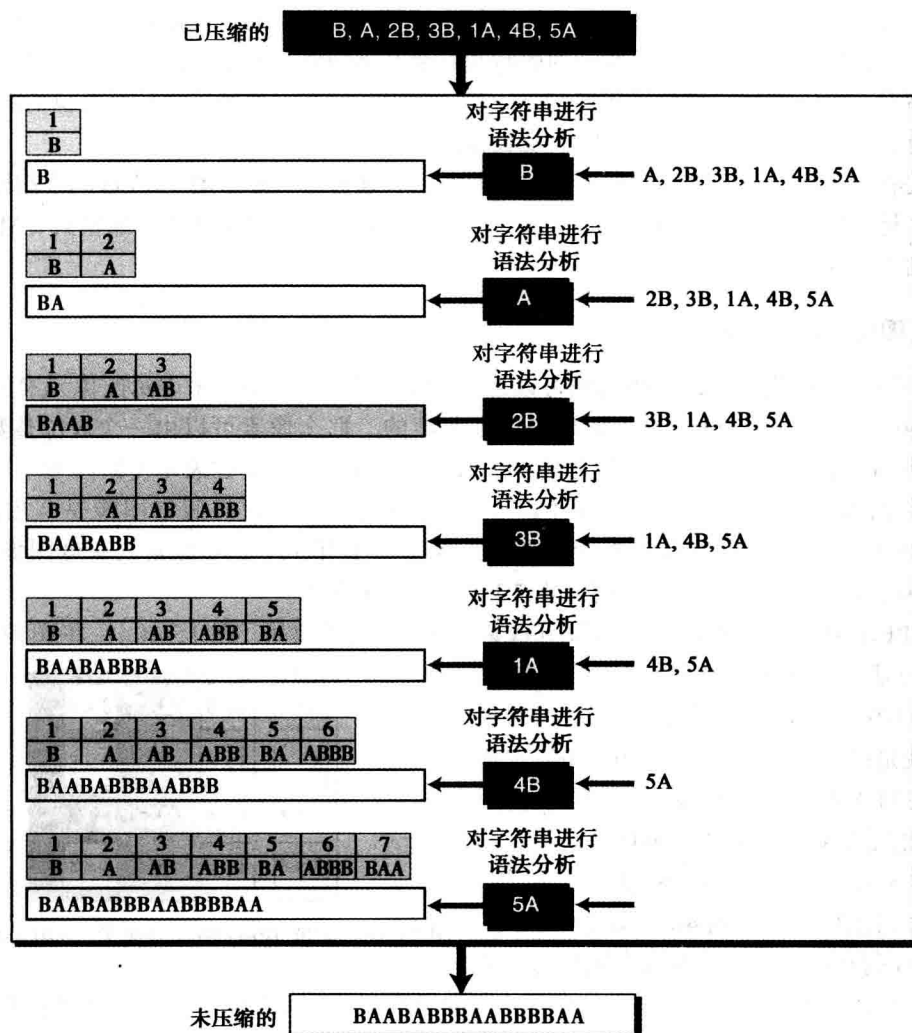 已压缩的 B, A, 2B, 3B, 1A, 4B, 5A
对字符串进行
语法分析
1
B
B
B
A, 2B, 3B, 1A, 4B, 5A
对字符串进行
语法分析
1 2
B A
BA
A
2B, 3B, 1A, 4B, 5A
对字符串进行
语法分析
1 2 3
B A AB
BAAB
2B
3B, 1A, 4B, 5A
对字符串进行
语法分析
1 2 3 4
B A AB ABB
BAABABB
3B
1A, 4B, 5A
对字符串进行
语法分析
1 2 3 4 5
B A AB ABB BA
BAABABBBA
1A
4B, 5A
对字符串进行
语法分析
1 2 3 4 5 6
B A AB ABB BA ABBB
BAABABBBAABBB
4B
5A
对字符串进行
语法分析
1 2 3 4 5 6 7
B A AB ABB BA ABBB BAA
BAABABBBAABBBBAA
5A
未压缩的 BAABABBBAABBBBAA